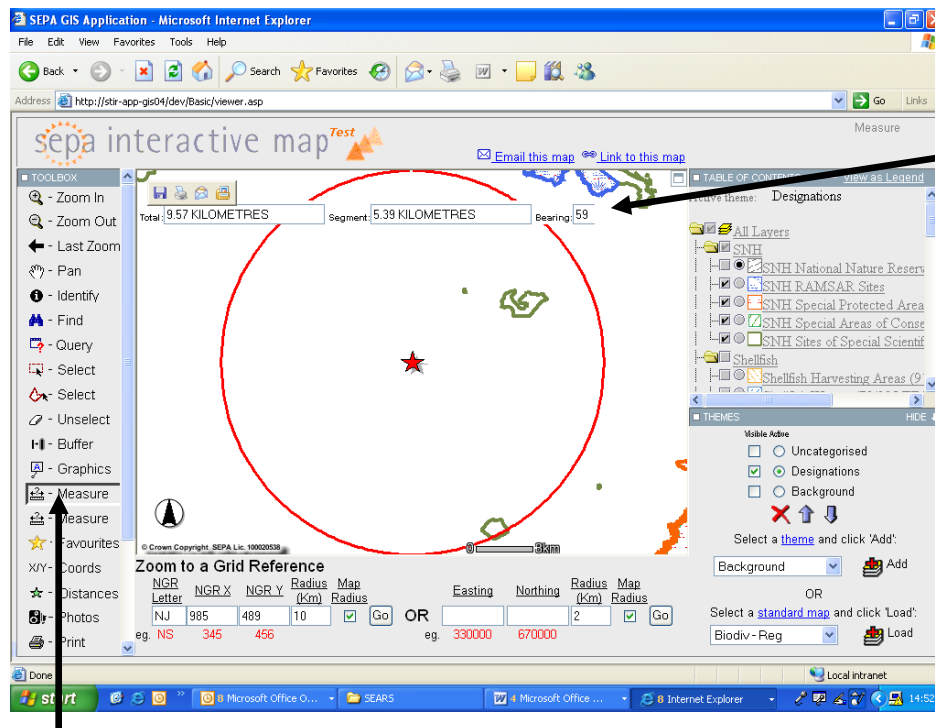 SEPA GIS Application - Microsoft Internet Explorer
File Edit View Favorites Tools Help
Back Search Favorites
Address http://stir-app-gis04/dev/Basic/viewer.asp Go Links
sepa interactive map Test
Measure
Email this map Link to this map
TOOLBOX
- Zoom In
- Zoom Out
- Last Zoom
- Pan
- Identify
- Find
- Query
- Select
- Select
- Unselect
- Buffer
- Graphics
- Measure
- Measure
- Favourites
X/Y - Coords
- Distances
- Photos
- Print
Total: 9.57 KILOMETRES Segment: 5.39 KILOMETRES Bearing: 59
© Crown Copyright SEPA Lic. 100020538
0 3km
TABLE OF CONTENTS View as Legend
theme: Designations
All Layers
SNH
SNH National Nature Reserv
SNH RAMSAR Sites
SNH Special Protected Area
SNH Special Areas of Conse
SNH Sites of Special Scientif
Shellfish
Shellfish Harvesting Areas (9
THEMES HIDE
Visible Active
Uncategorised
Designations
Background
Select a theme and click 'Add':
Background Add
OR
Select a standard map and click 'Load':
Biodiv - Reg Load
Zoom to a Grid Reference
NGR Letter NGR X NGR Y Radius (Km) Map Radius
NJ 985 489 10 Go
eg. NS 345 456
OR
Easting Northing Radius (Km) Map Radius
2 Go
eg. 330000 670000
Done Local intranet
start 8 Microsoft Office O... SEARS 4 Microsoft Office ... 8 Internet Explorer 14:52